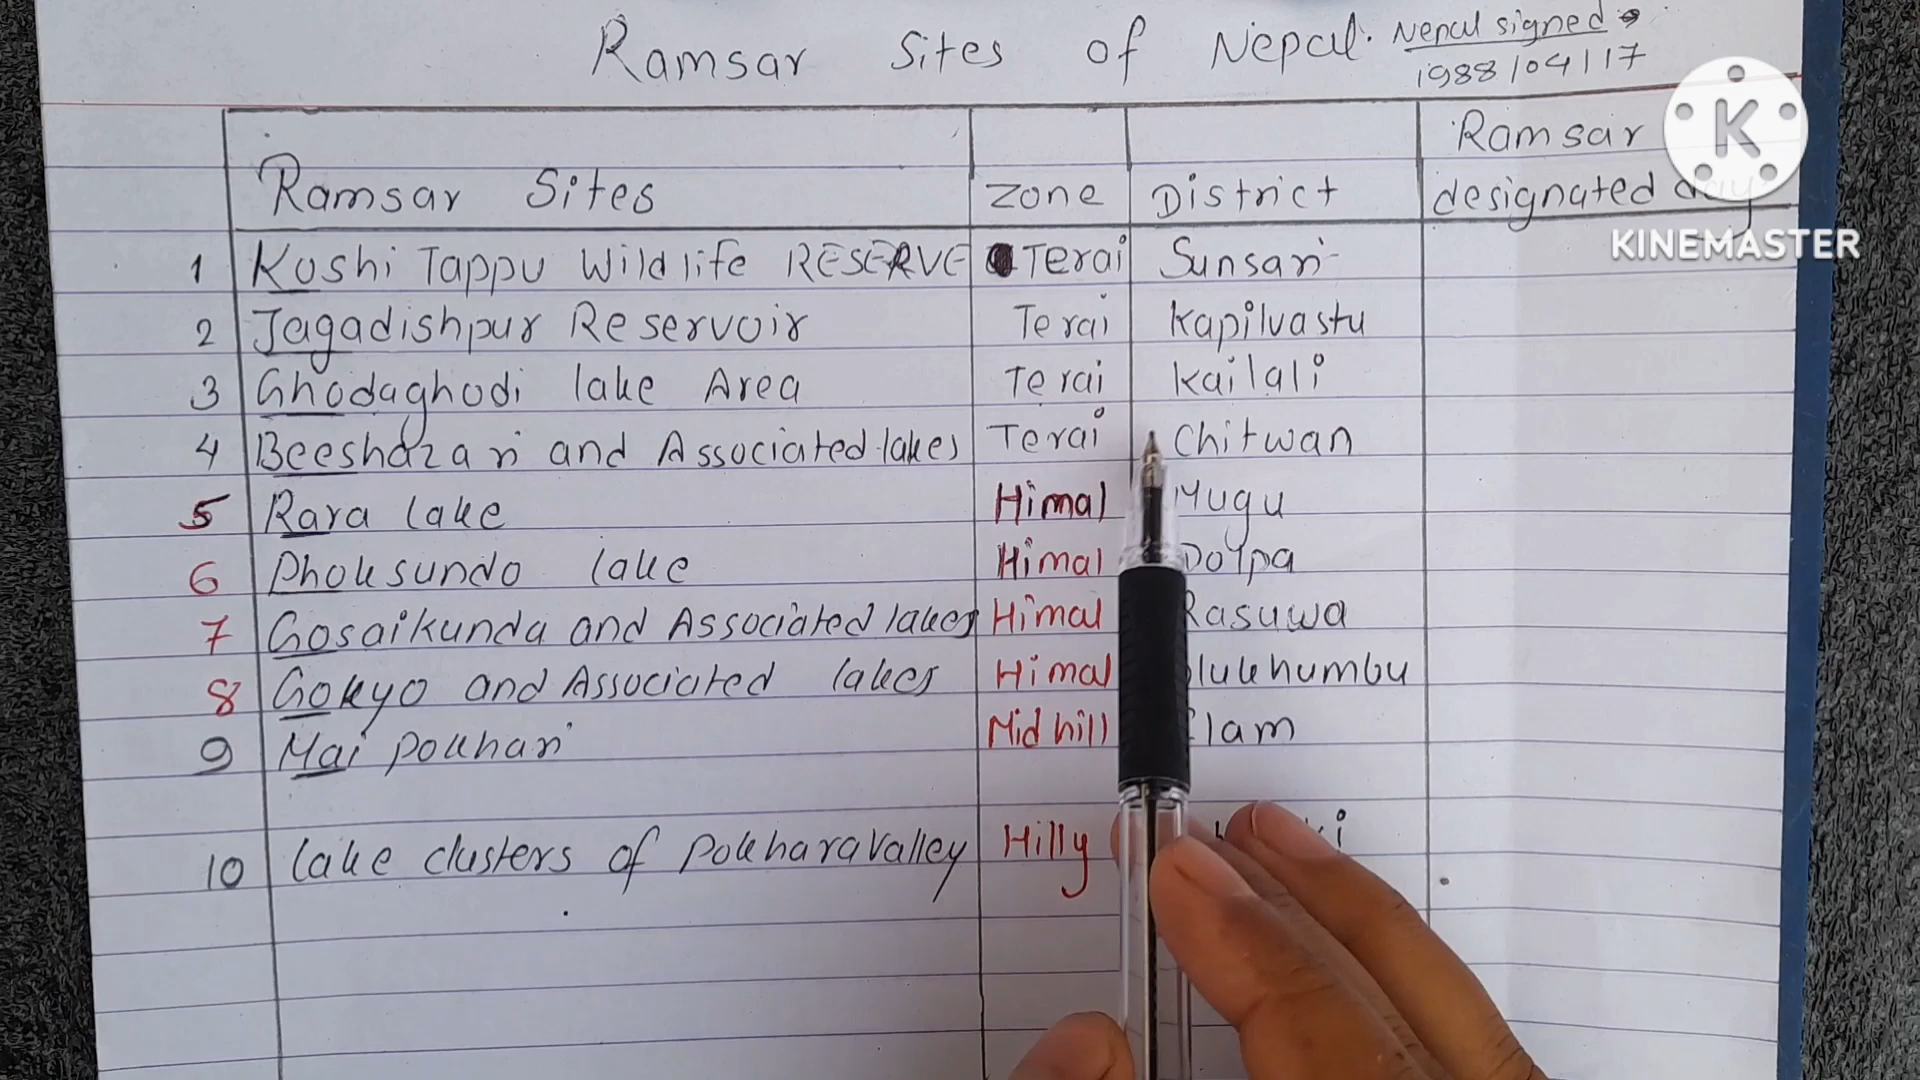 Ramsar Sites of Nepal. Nepal signed
1988/04/17
Ramsar
Ramsar Sites Zone District designated day
1 Koshi Tappu Wildlife RESERVE Terai Sunsari
2 Jagadishpur Reservoir Terai Kapilvastu
3 Ghodaghodi lake Area Terai Kailali
4 Beeshazari and Associated lakes Terai Chitwan
5 Rara lake Himal Mugu
6 Phoksundo lake Himal Dolpa
7 Gosaikunda and Associated lakes Himal Rasuwa
8 Gokyo and Associated lakes Himal olukhumbu
9 Mai pokhari Mid hill Ilam
10 lake clusters of pokhara Valley Hilly
K
KINEMASTER